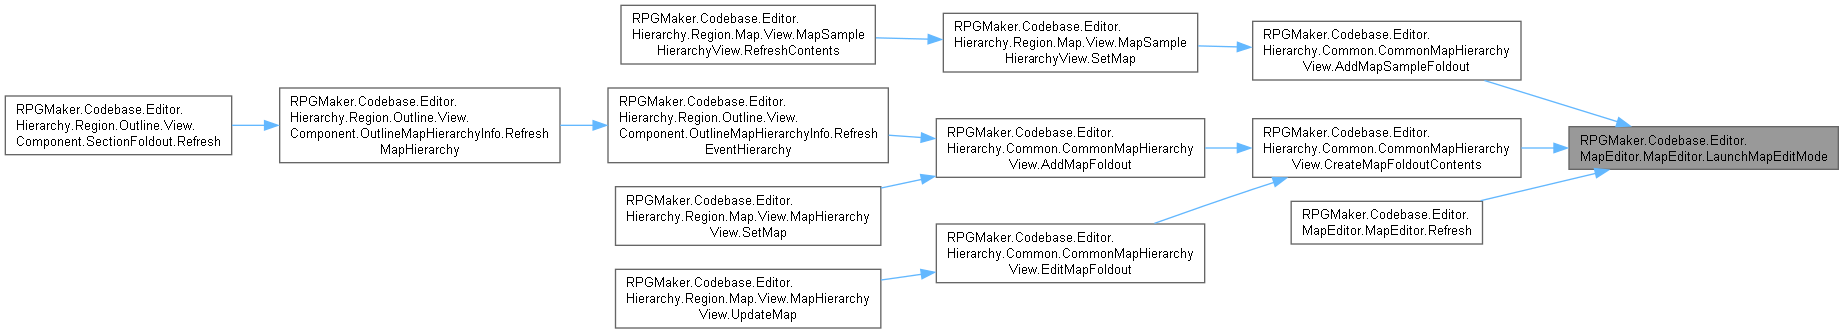 RPGMaker.Codebase.Editor.
Hierarchy.Region.Map.View.MapSample
HierarchyView.RefreshContents
RPGMaker.Codebase.Editor.
Hierarchy.Region.Map.View.MapSample
HierarchyView.SetMap
RPGMaker.Codebase.Editor.
Hierarchy.Common.CommonMapHierarchy
View.AddMapSampleFoldout
RPGMaker.Codebase.Editor.
Hierarchy.Region.Outline.View.
Component.SectionFoldout.Refresh
RPGMaker.Codebase.Editor.
Hierarchy.Region.Outline.View.
Component.OutlineMapHierarchyInfo.Refresh
MapHierarchy
RPGMaker.Codebase.Editor.
Hierarchy.Region.Outline.View.
Component.OutlineMapHierarchyInfo.Refresh
EventHierarchy
RPGMaker.Codebase.Editor.
Hierarchy.Common.CommonMapHierarchy
View.AddMapFoldout
RPGMaker.Codebase.Editor.
Hierarchy.Common.CommonMapHierarchy
View.CreateMapFoldoutContents
RPGMaker.Codebase.Editor.
MapEditor.MapEditor.LaunchMapEditMode
RPGMaker.Codebase.Editor.
Hierarchy.Region.Map.View.MapHierarchy
View.SetMap
RPGMaker.Codebase.Editor.
MapEditor.MapEditor.Refresh
RPGMaker.Codebase.Editor.
Hierarchy.Common.CommonMapHierarchy
View.EditMapFoldout
RPGMaker.Codebase.Editor.
Hierarchy.Region.Map.View.MapHierarchy
View.UpdateMap